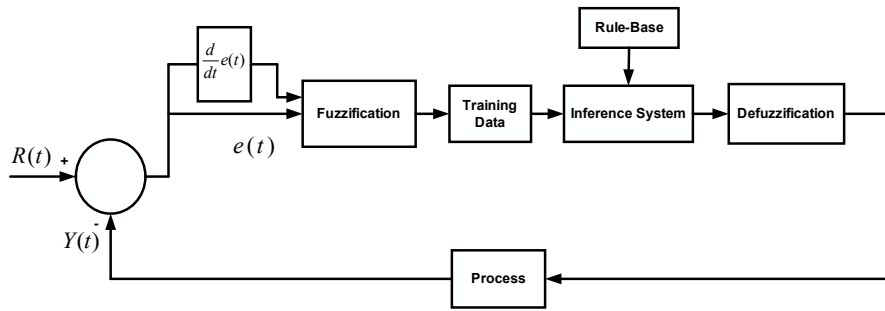 Rule-Base
d/dt e(t)
Fuzzification
Training
Data
Inference System
Defuzzification
e(t)
R(t) +
Y(t) -
Process